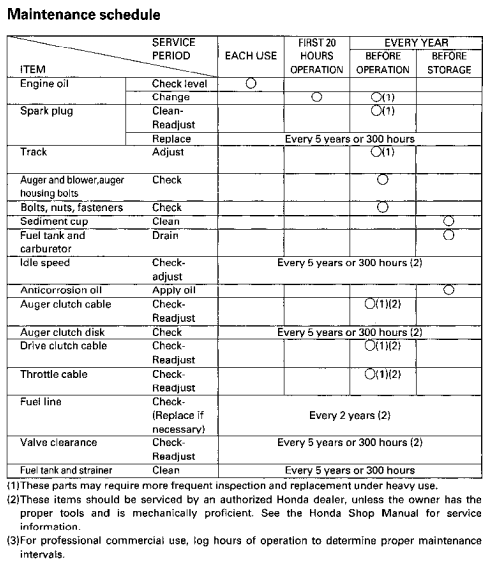 Maintenance schedule
SERVICE PERIOD EACH USE FIRST 20 HOURS OPERATION EVERY YEAR
ITEM BEFORE OPERATION BEFORE STORAGE
Engine oil Check level ○
Change ○ ○(1)
Spark plug Clean-Readjust ○(1)
Replace Every 5 years or 300 hours
Track Adjust ○(1)
Auger and blower,auger housing bolts Check ○
Bolts, nuts, fasteners Check ○
Sediment cup Clean ○
Fuel tank and carburetor Drain ○
Idle speed Check-adjust Every 5 years or 300 hours (2)
Anticorrosion oil Apply oil ○
Auger clutch cable Check-Readjust ○(1)(2)
Auger clutch disk Check Every 5 years or 300 hours (2)
Drive clutch cable Check-Readjust ○(1)(2)
Throttle cable Check-Readjust ○(1)(2)
Fuel line Check-(Replace if necessary) Every 2 years (2)
Valve clearance Check-Readjust Every 5 years or 300 hours (2)
Fuel tank and strainer Clean Every 5 years or 300 hours
(1)These parts may require more frequent inspection and replacement under heavy use.
(2)These items should be serviced by an authorized Honda dealer, unless the owner has the
proper tools and is mechanically proficient. See the Honda Shop Manual for service
information.
(3)For professional commercial use, log hours of operation to determine proper maintenance
intervals.